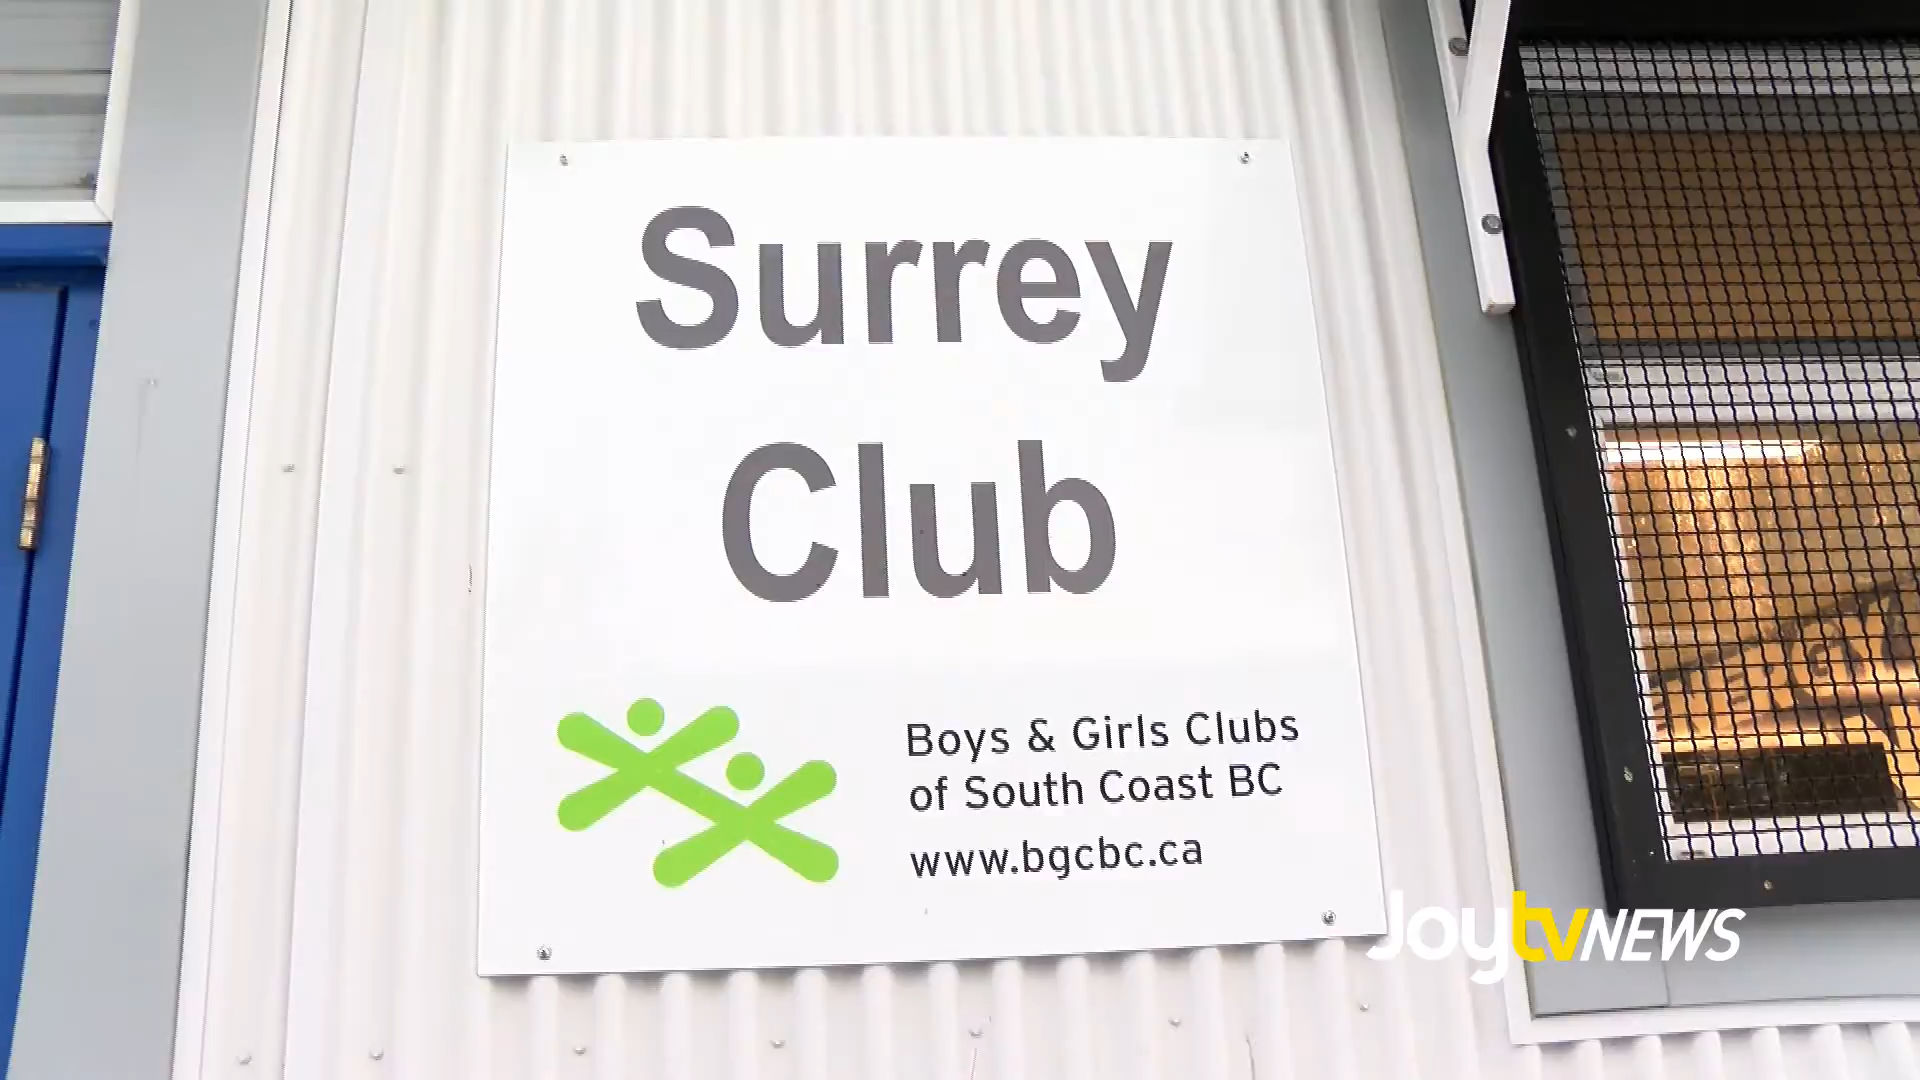 Surrey
Club
Boys & Girls Clubs
of South Coast BC
www.bgcbc.ca
JoytvNEWS